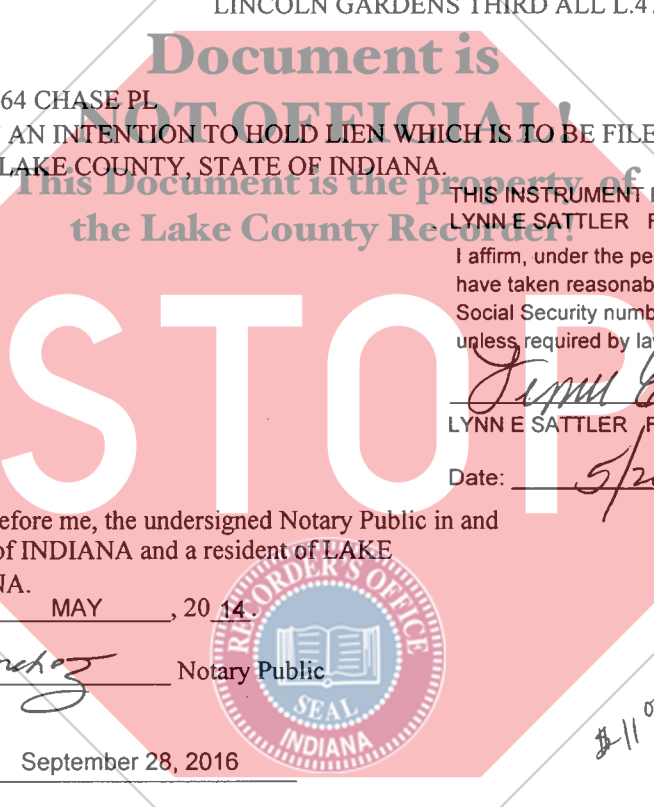 LINCOLN GARDENS THIRD ALL L.4
Document is
64 CHASE PL
NOT OFFICIAL!
AN INTENTION TO HOLD LIEN WHICH IS TO BE FILE
LAKE COUNTY, STATE OF INDIANA.
This Document is the property of
the Lake County Recorder!
THIS INSTRUMENT
LYNN E SATTLER
I affirm, under the pe
have taken reasonab
Social Security numb
unless required by la
STOP
LYNN E SATTLER
Date: 5/2
efore me, the undersigned Notary Public in and
of INDIANA and a resident of LAKE
NA.
MAY, 20 14.
Notary Public
RECORDER'S OFFICE
SEAL
INDIANA
September 28, 2016
$11